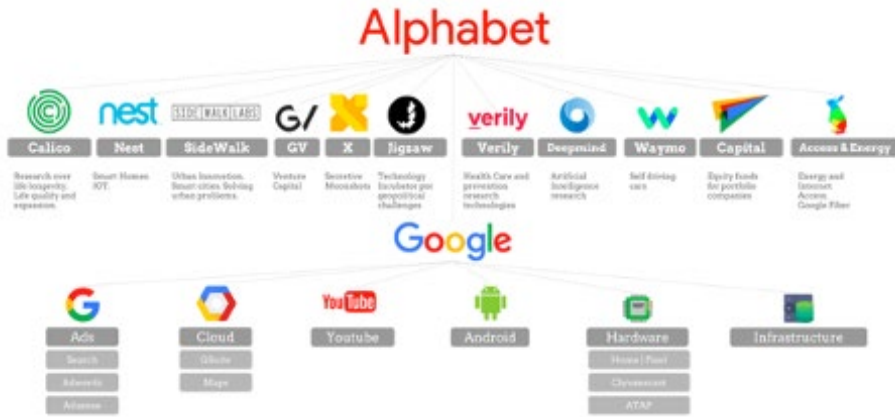 Alphabet
nest
SIDEWALK LABS
G/
verily
Calico
Nest
SideWalk
GV
X
Jigsaw
Verily
Deepmind
Waymo
Capital
Access & Energy
Research over
life longevity.
Life quality and
expansion.
Smart Homes
IOT.
Urban Innovation.
Smart cities. Solving
urban problems.
Venture
Capital
Secretive
Moonshots
Technology
Incubator por
geopolitical
challenges
Health Care and
prevention
research
technologies
Artificial
Intelligence
research
Self driving
cars
Equity funds
for portfolio
companies
Energy and
Internet
Access
Google Fiber
Google
G
YouTube
Ads
Cloud
Youtube
Android
Hardware
Infrastructure
Search
Adwords
Adsense
GSuite
Maps
Home | Pixel
Chromecast
ATAP